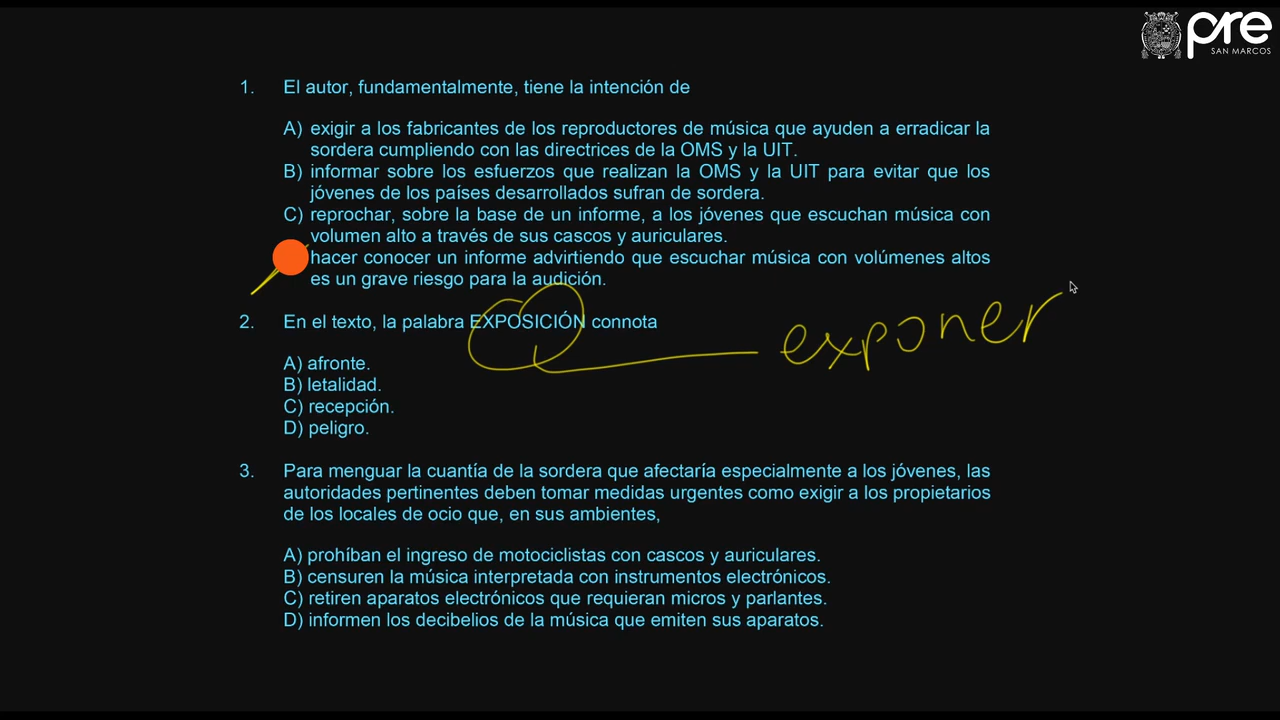 pre
SAN MARCOS
1. El autor, fundamentalmente, tiene la intención de
A) exigir a los fabricantes de los reproductores de música que ayuden a erradicar la
sordera cumpliendo con las directrices de la OMS y la UIT.
B) informar sobre los esfuerzos que realizan la OMS y la UIT para evitar que los
jóvenes de los países desarrollados sufran de sordera.
C) reprochar, sobre la base de un informe, a los jóvenes que escuchan música con
volumen alto a través de sus cascos y auriculares.
hacer conocer un informe advirtiendo que escuchar música con volúmenes altos
es un grave riesgo para la audición.
2. En el texto, la palabra EXPOSICIÓN connota
exponer
A) afronte.
B) letalidad.
C) recepción.
D) peligro.
3. Para menguar la cuantía de la sordera que afectaría especialmente a los jóvenes, las
autoridades pertinentes deben tomar medidas urgentes como exigir a los propietarios
de los locales de ocio que, en sus ambientes,
A) prohíban el ingreso de motociclistas con cascos y auriculares.
B) censuren la música interpretada con instrumentos electrónicos.
C) retiren aparatos electrónicos que requieran micros y parlantes.
D) informen los decibelios de la música que emiten sus aparatos.